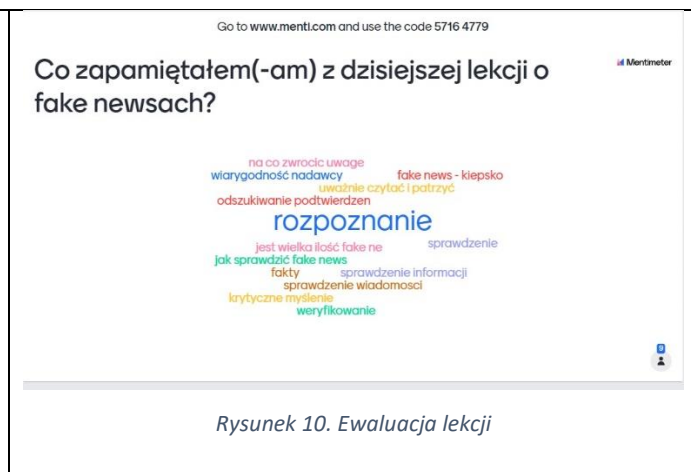 Go to www.menti.com and use the code 5716 4779
Mentimeter
Co zapamiętałem(-am) z dzisiejszej lekcji o
fake newsach?
na co zwrocic uwage
wiarygodność nadawcy
fake news - kiepsko
uważnie czytać i patrzyć
odszukiwanie podtwierdzen
rozpoznanie
jest wielka ilość fake ne
sprawdzenie
jak sprawdzić fake news
fakty
sprawdzenie informacji
sprawdzenie wiadomosci
krytyczne myślenie
weryfikowanie
Rysunek 10. Ewaluacja lekcji